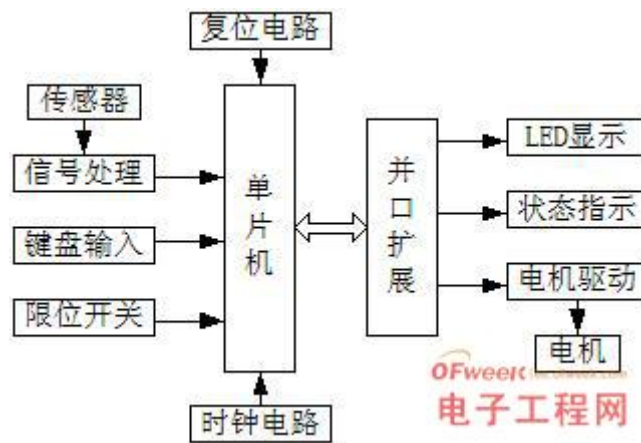 复位电路
传感器
信号处理
键盘输入
限位开关
单片机
时钟电路
并口扩展
LED显示
状态指示
电机驱动
电机
OFweek
电子工程网